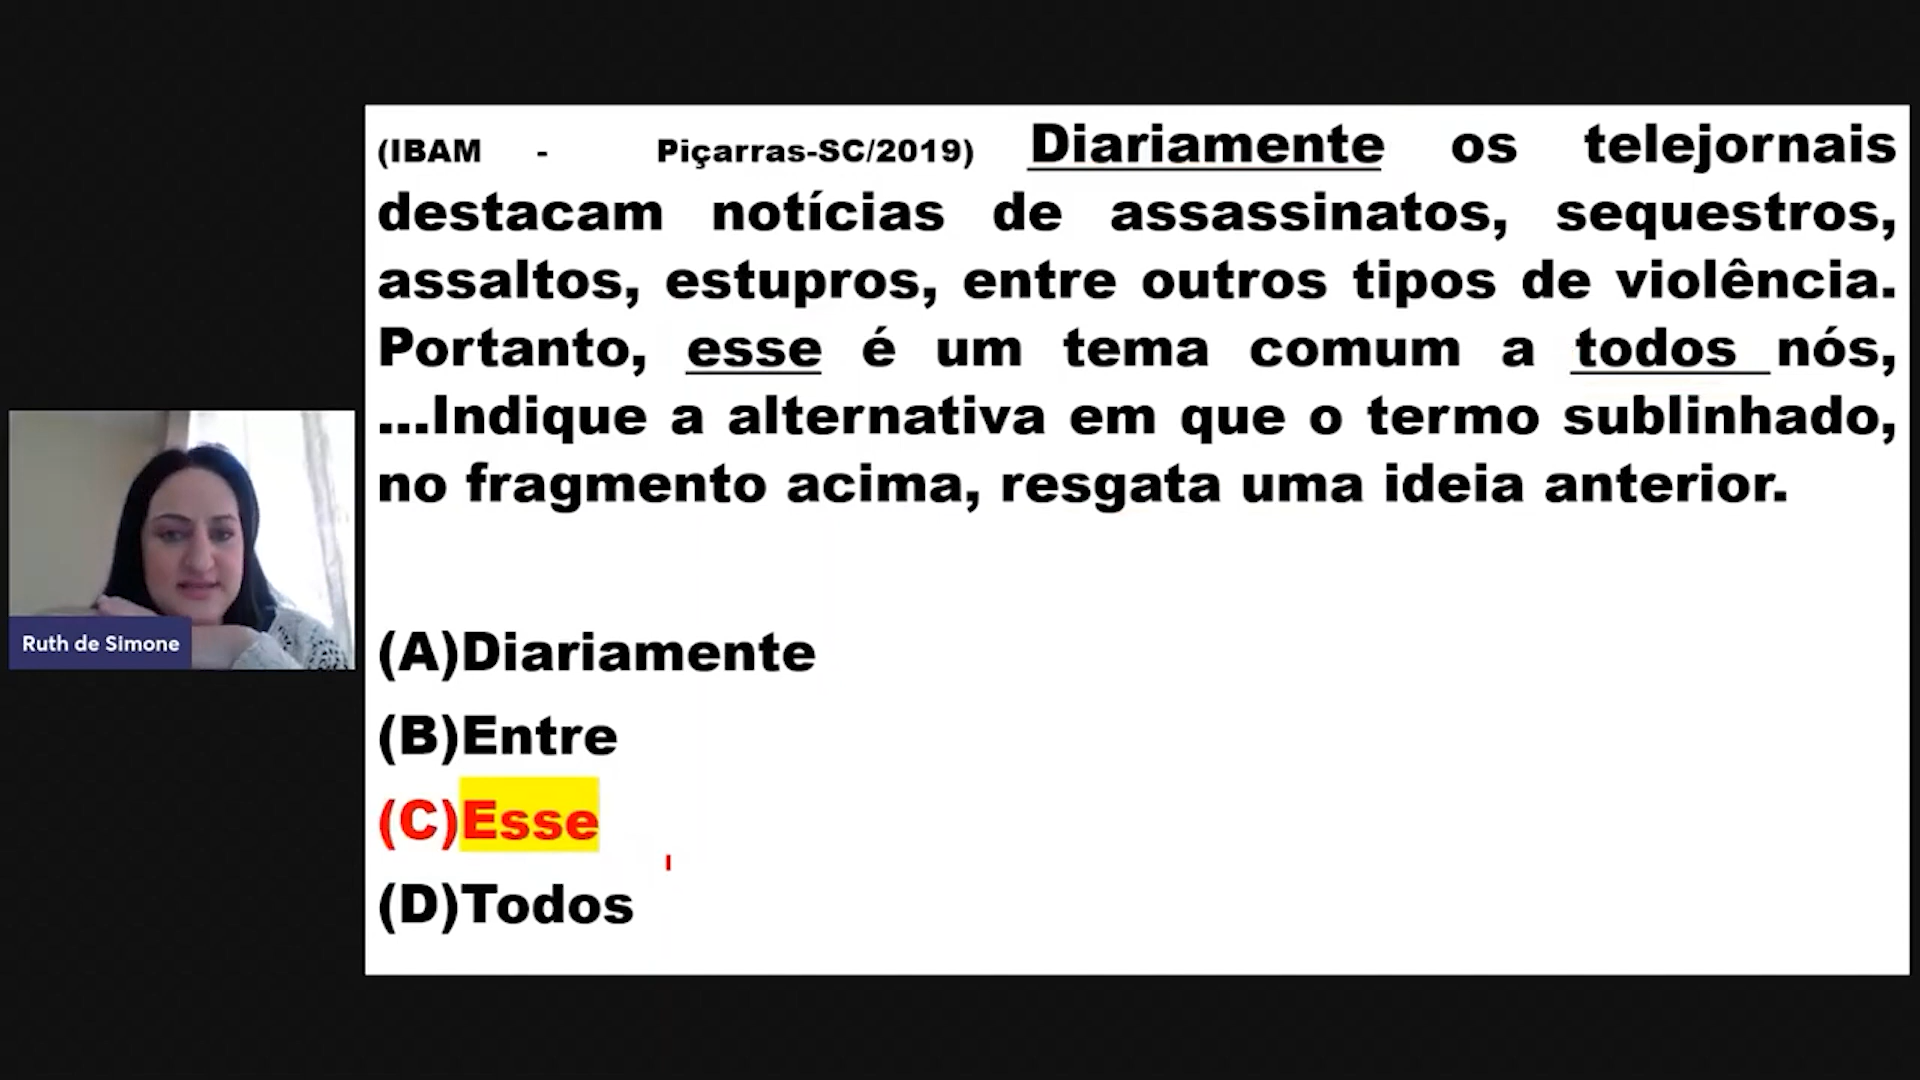 (IBAM - Piçarras-SC/2019) Diariamente os telejornais
destacam notícias de assassinatos, sequestros,
assaltos, estupros, entre outros tipos de violência.
Portanto, esse é um tema comum a todos nós,
...Indique a alternativa em que o termo sublinhado,
no fragmento acima, resgata uma ideia anterior.
Ruth de Simone
(A)Diariamente
(B)Entre
(C)Esse
(D)Todos